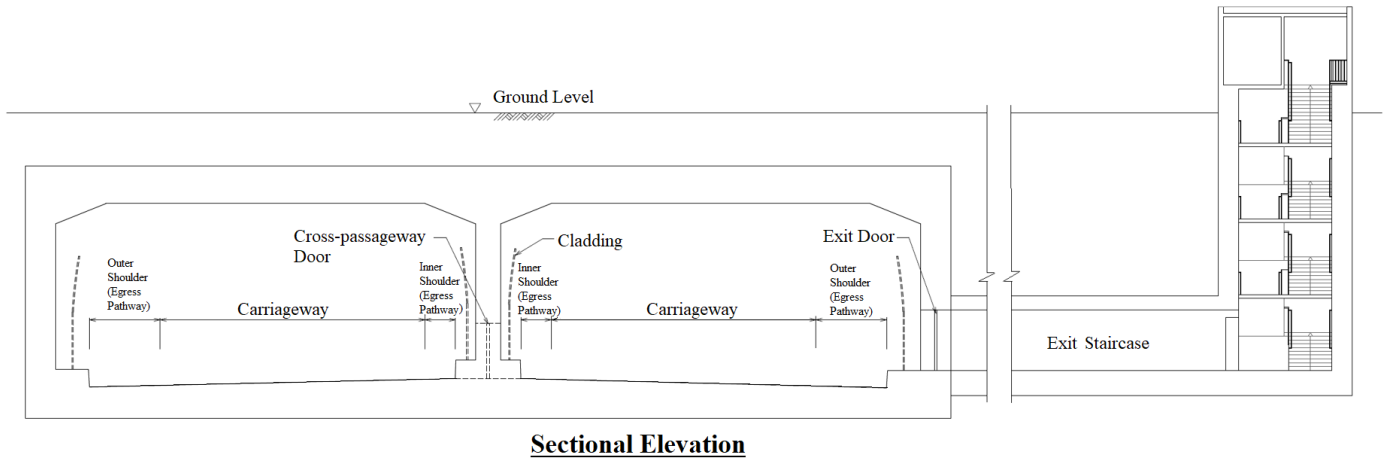 Ground Level
Cross-passageway
Door
Cladding
Exit Door
Outer
Shoulder
(Egress
Pathway)
Carriageway
Inner
Shoulder
(Egress
Pathway)
Inner
Shoulder
(Egress
Pathway)
Carriageway
Outer
Shoulder
(Egress
Pathway)
Exit Staircase
Sectional Elevation